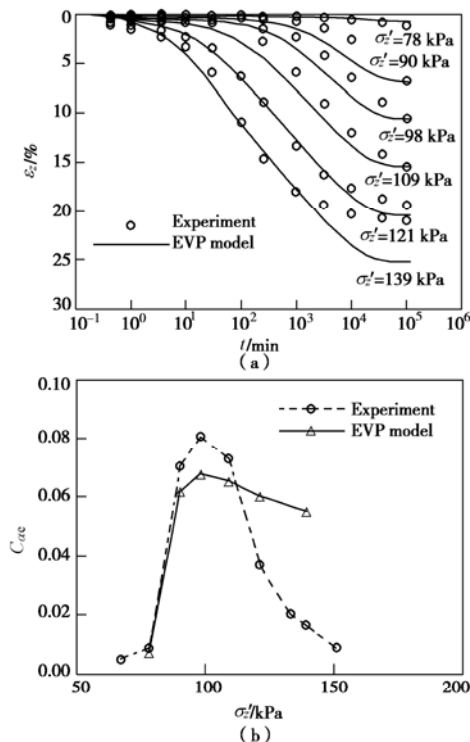 (a)
0
5
10
15
20
25
30
εz/%
σz′=78 kPa
σz′=90 kPa
σz′=98 kPa
σz′=109 kPa
σz′=121 kPa
σz′=139 kPa
Experiment
EVP model
10⁻¹ 10⁰ 10¹ 10² 10³ 10⁴ 10⁵ 10⁶
t/min
(a)
0.10
0.08
0.06
0.04
0.02
0.00
Cαe
Experiment
EVP model
50 100 150 200
σz′/kPa
(b)